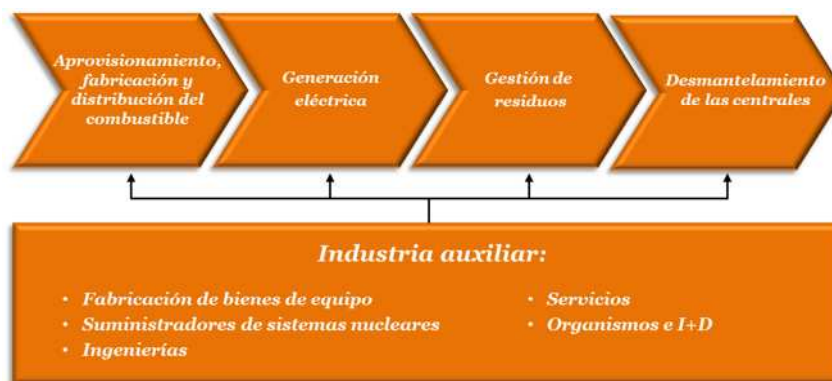 Aprovisionamiento,
fabricación y
distribución del
combustible
Generación
eléctrica
Gestión de
residuos
Desmantelamiento
de las centrales
Industria auxiliar:
• Fabricación de bienes de equipo
• Suministradores de sistemas nucleares
• Ingenierías
• Servicios
• Organismos e I+D